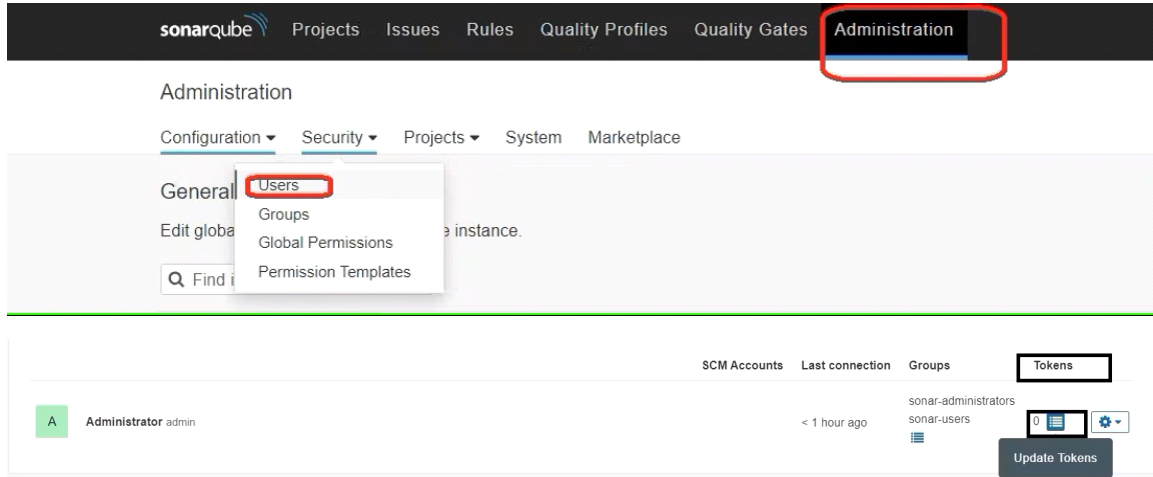 sonarqube Projects Issues Rules Quality Profiles Quality Gates Administration
Administration
Configuration Security Projects System Marketplace
General
Users
Edit globa
e instance.
Groups
Global Permissions
Find i
Permission Templates
SCM Accounts Last connection Groups Tokens
A Administrator admin < 1 hour ago sonar-administrators
sonar-users
0
Update Tokens